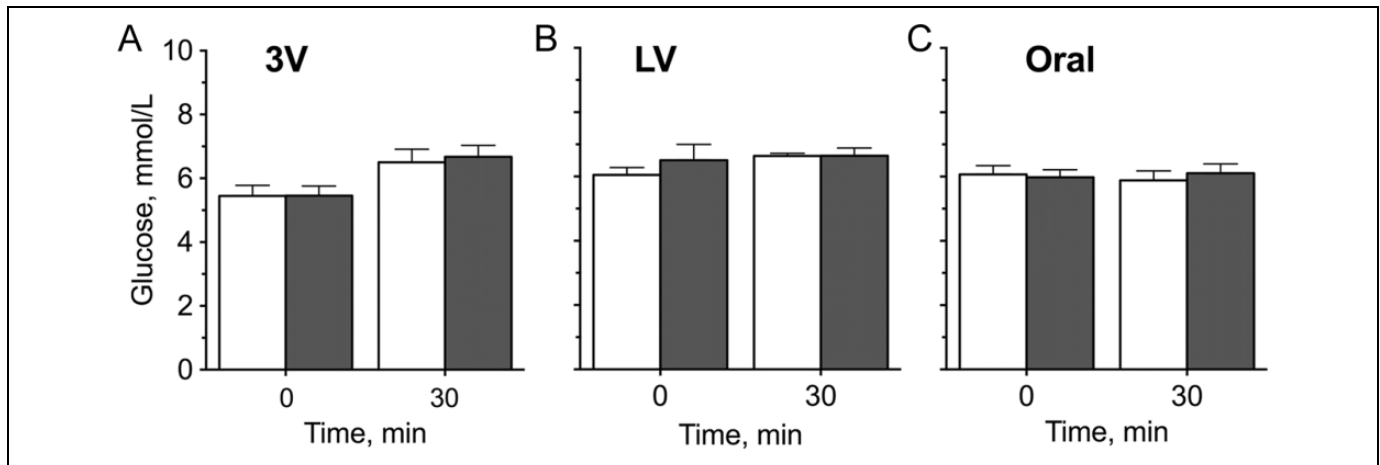 A
3V
Glucose, mmol/L
10
8
6
4
2
0
0
30
Time, min
B
LV
0
30
Time, min
C
Oral
0
30
Time, min